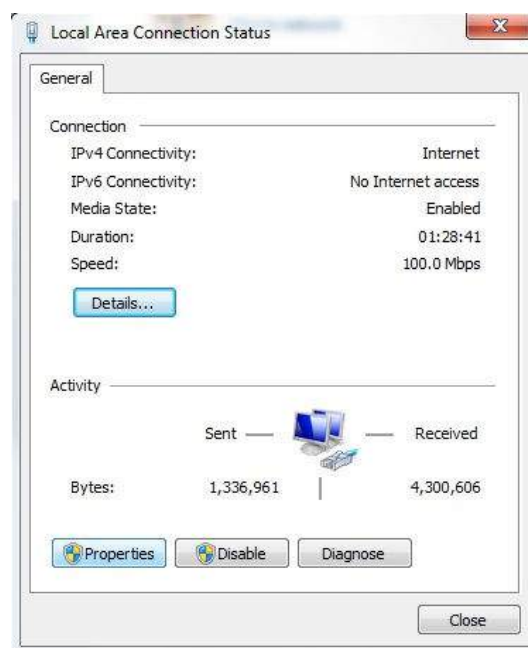 Local Area Connection Status
General
Connection
IPv4 Connectivity: Internet
IPv6 Connectivity: No Internet access
Media State: Enabled
Duration: 01:28:41
Speed: 100.0 Mbps
Details...
Activity
Sent Received
Bytes: 1,336,961 4,300,606
Properties Disable Diagnose
Close